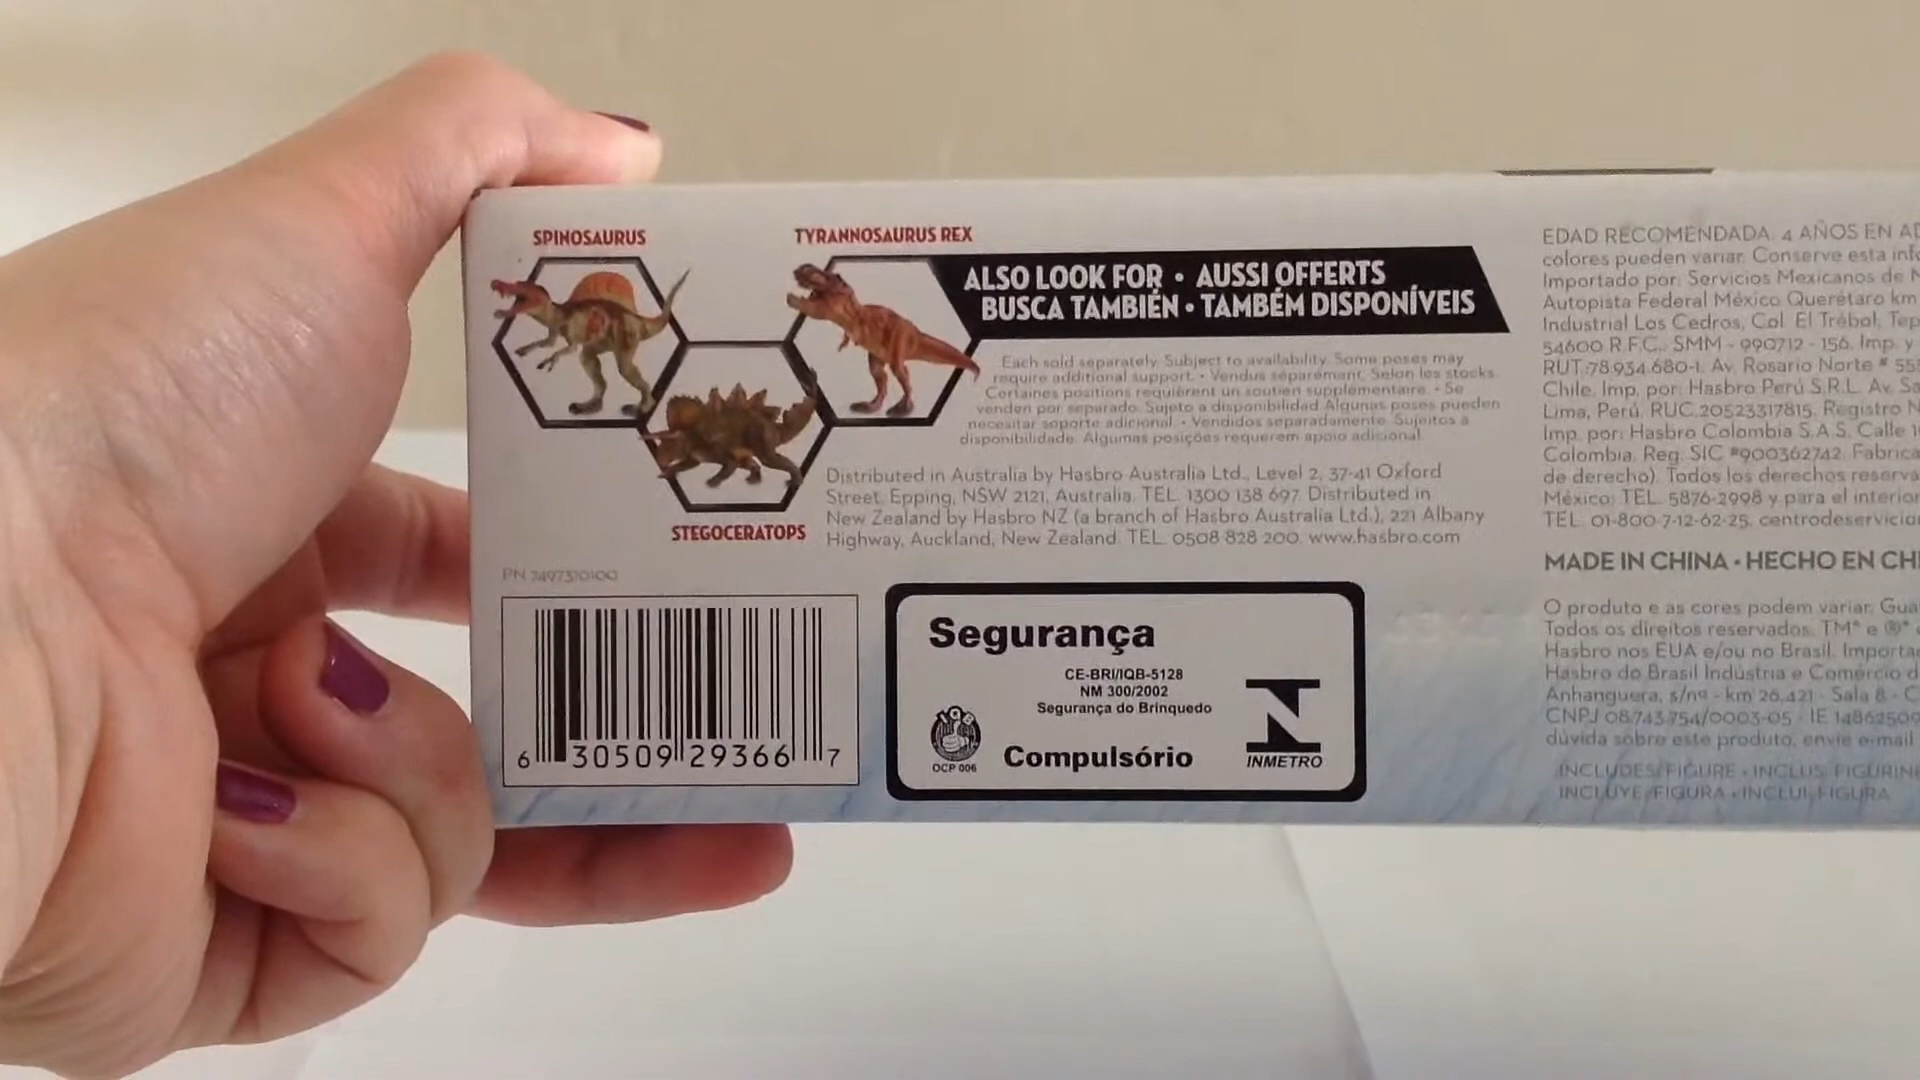 SPINOSAURUS
TYRANNOSAURUS REX
STEGOCERATOPS
ALSO LOOK FOR • AUSSI OFFERTS
BUSCA TAMBIÉN • TAMBÉM DISPONÍVEIS
Each sold separately. Subject to availability. Some poses may
require additional support. • Vendus séparément. Selon les stocks.
Certaines positions requièrent un soutien supplémentaire. • Se
venden por separado. Sujeto a disponibilidad. Algunas poses pueden
necesitar soporte adicional. • Vendidos separadamente. Sujeitos a
disponibilidade. Algumas posições requerem apoio adicional.
Distributed in Australia by Hasbro Australia Ltd., Level 2, 37-41 Oxford
Street, Epping, NSW 2121, Australia. TEL. 1300 138 697. Distributed in
New Zealand by Hasbro NZ (a branch of Hasbro Australia Ltd.), 221 Albany
Highway, Auckland, New Zealand. TEL. 0508 828 200. www.hasbro.com
PN 7497370100
6 30509 29366 7
Segurança
CE-BRI/IQB-5128
NM 300/2002
Segurança do Brinquedo
IQB
OCP 006
Compulsório
INMETRO
EDAD RECOMENDADA: 4 AÑOS EN
colores pueden variar. Conserve esta
Importado por: Servicios Mexicanos de
Autopista Federal México Querétaro km
Industrial Los Cedros, Col. El Trébol,
54600 R.F.C.: SMM - 990712 - 156. Imp. y
RUT:78.934.680-1. Av. Rosario Norte #
Chile. Imp. por: Hasbro Perú S.R.L. Av.
Lima, Perú. RUC.20523317815. Registro
Imp. por: Hasbro Colombia S.A.S. Calle
Colombia. Reg. SIC #900362742.
de derecho). Todos los derechos
México: TEL. 5876-2998 y para el
TEL. 01-800-7-12-62-25.
MADE IN CHINA • HECHO EN
O produto e as cores podem variar.
Todos os direitos reservados. TM* e ®*
Hasbro nos EUA e/ou no Brasil.
Hasbro do Brasil Indústria e Comércio
Anhanguera, s/nº - km 26,421 - Sala 8 -
CNPJ 08.743.754/0003-05 - IE
dúvida sobre este produto, envie e-mail
INCLUDES FIGURE • INCLUS FIGURINE
INCLUYE FIGURA • INCLUI FIGURA